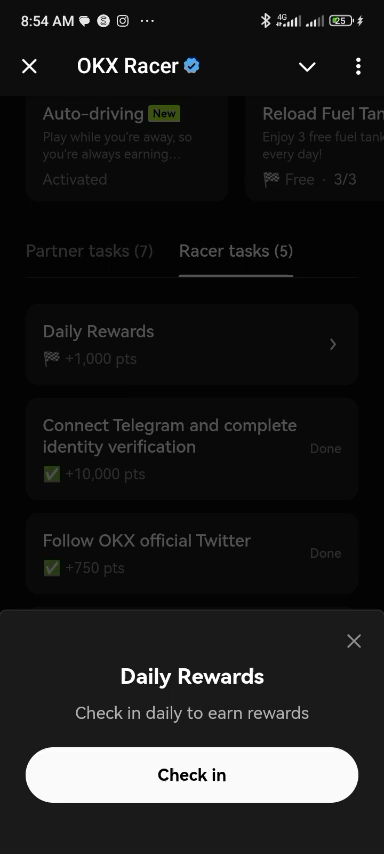 8:54 AM
4G
25
OKX Racer
Auto-driving New
Play while you're away, so
you're always earning...
Activated
Reload Fuel Tan
Enjoy 3 free fuel tank
every day!
Free · 3/3
Partner tasks (7)
Racer tasks (5)
Daily Rewards
+1,000 pts
Connect Telegram and complete
identity verification
Done
+10,000 pts
Follow OKX official Twitter
Done
+750 pts
Daily Rewards
Check in daily to earn rewards
Check in